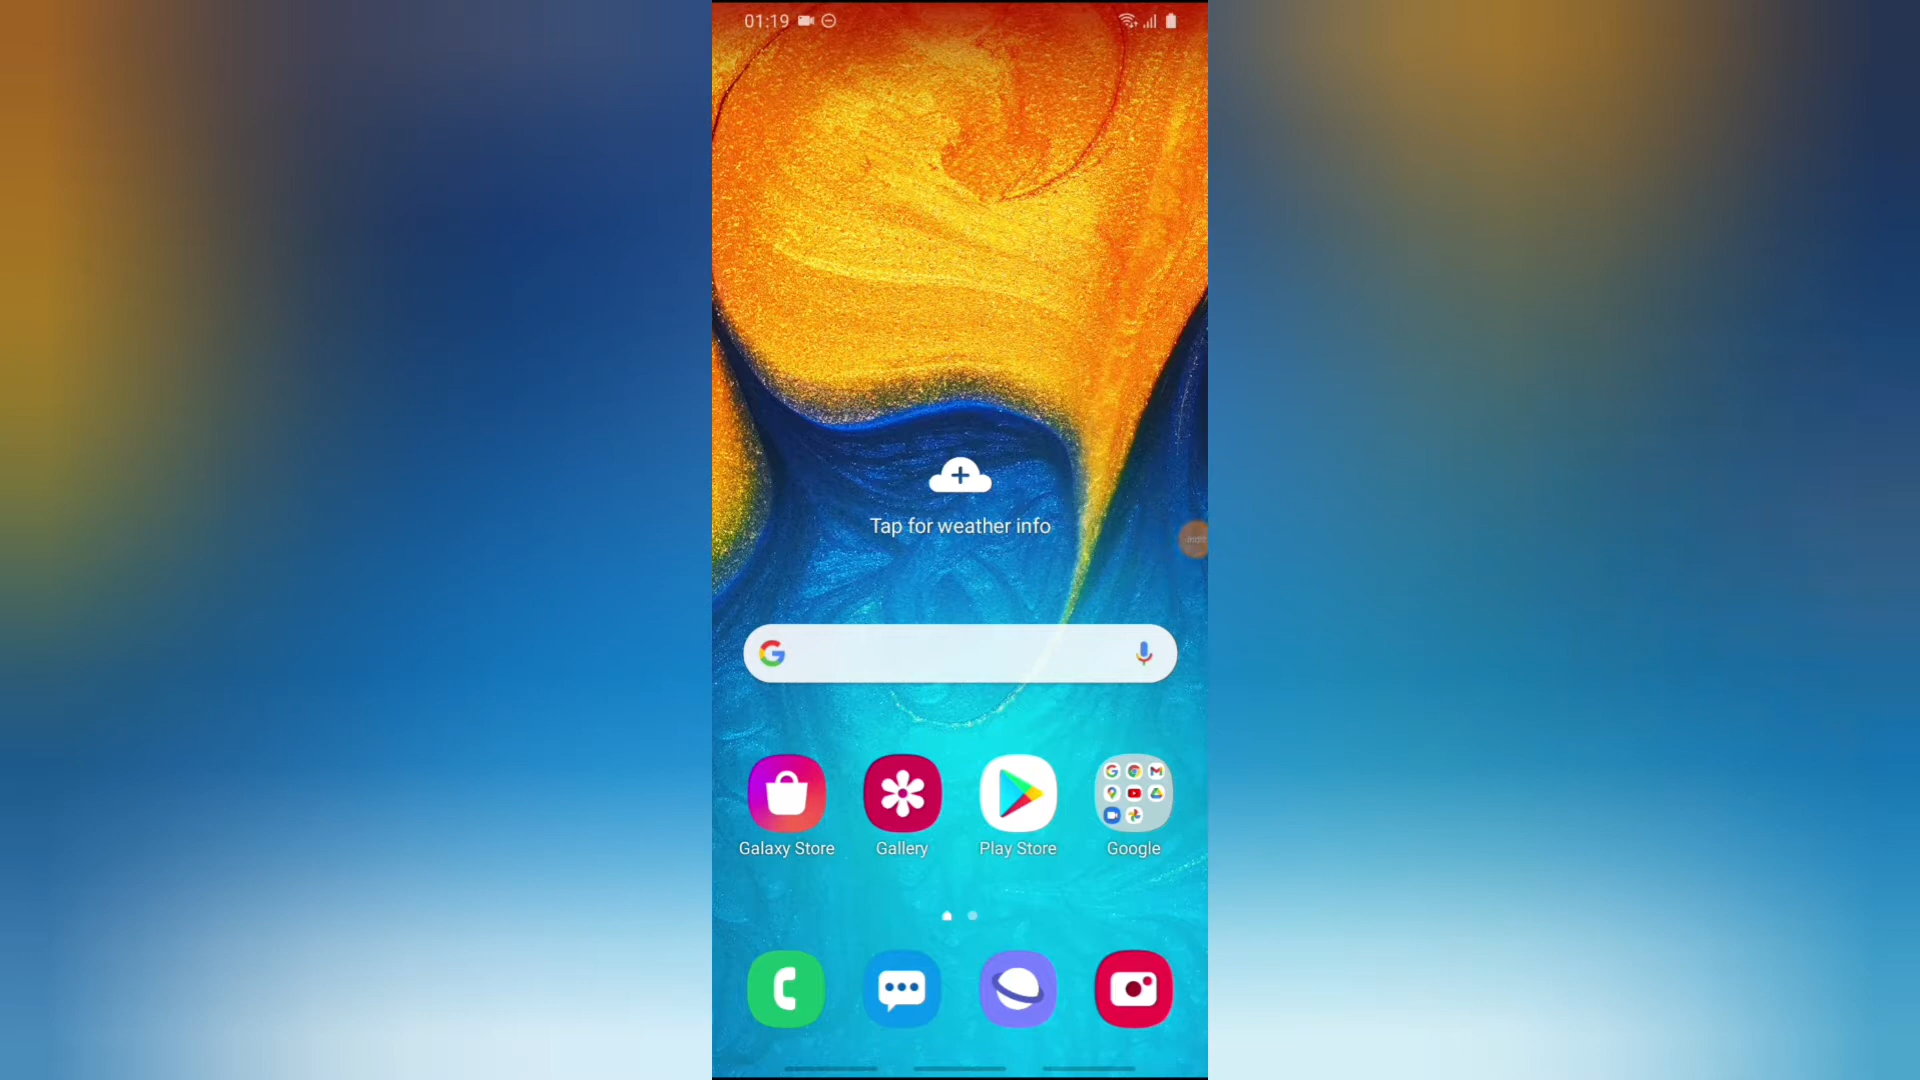 01:19
Tap for weather info
Galaxy Store
Gallery
Play Store
Google